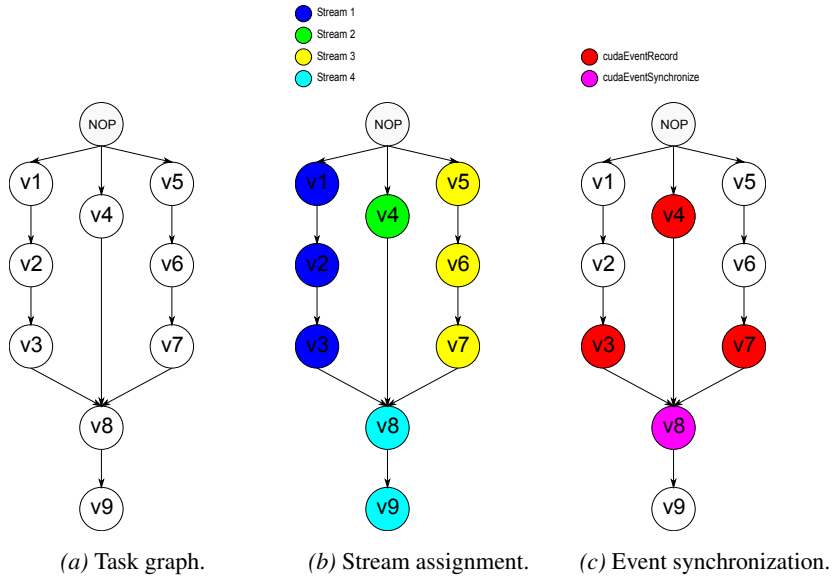 Stream 1
Stream 2
Stream 3
Stream 4
cudaEventRecord
cudaEventSynchronize
NOP
v1
v5
v4
v2
v6
v3
v7
v8
v9
(a) Task graph.
NOP
v1
v5
v4
v2
v6
v3
v7
v8
v9
(b) Stream assignment.
NOP
v1
v5
v4
v2
v6
v3
v7
v8
v9
(c) Event synchronization.